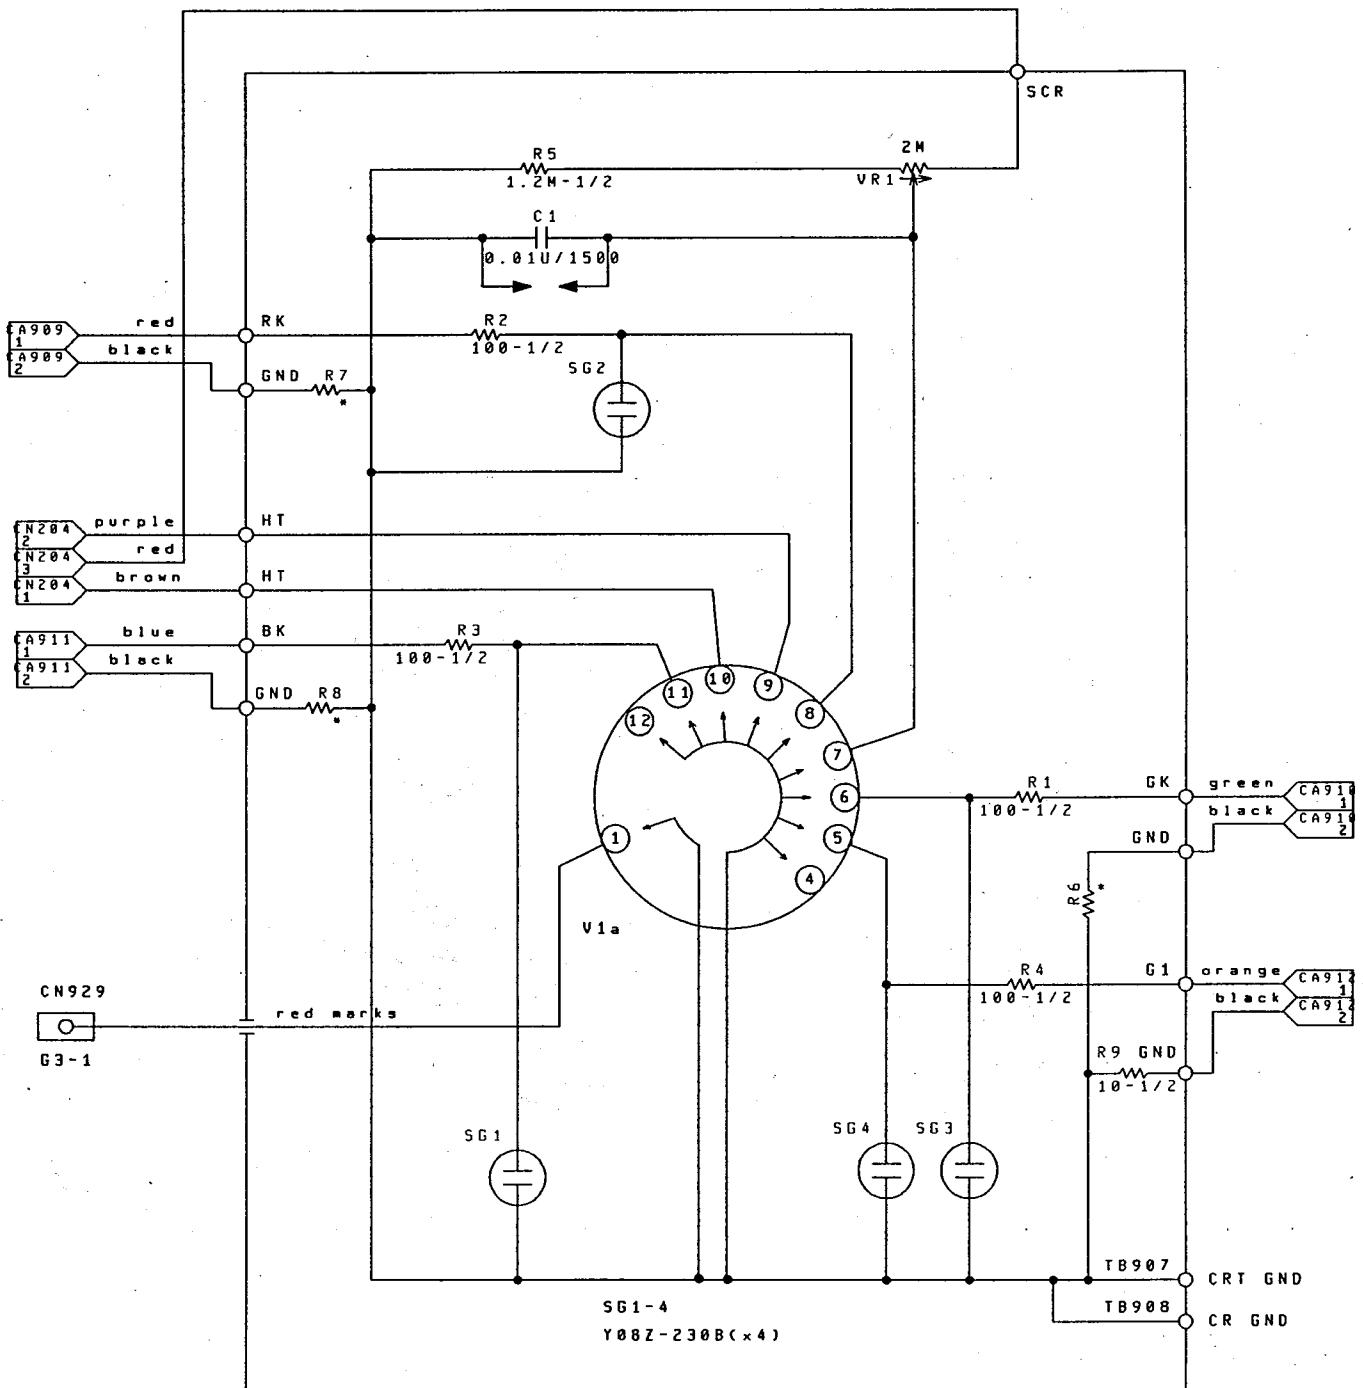 SCR
2M
R5
VR1
1.2M-1/2
C1
0.01U/1500
CA909
1
red
RK
R2
100-1/2
CA909
2
black
GND
R7
*
SG2
CN204
2
purple
HT
CN204
3
red
CN204
1
brown
HT
CA911
1
blue
BK
R3
100-1/2
CA911
2
black
GND
R8
*
12
11
10
9
8
7
6
5
4
1
V1a
R1
100-1/2
GK
green
CA910
1
GND
black
CA910
2
R6
*
R4
100-1/2
G1
orange
CA912
1
black
CA912
2
R9 GND
10-1/2
CN929
red marks
G3-1
SG1
SG4
SG3
TB907
CRT GND
TB908
CR GND
SG1-4
Y08Z-230B(x4)